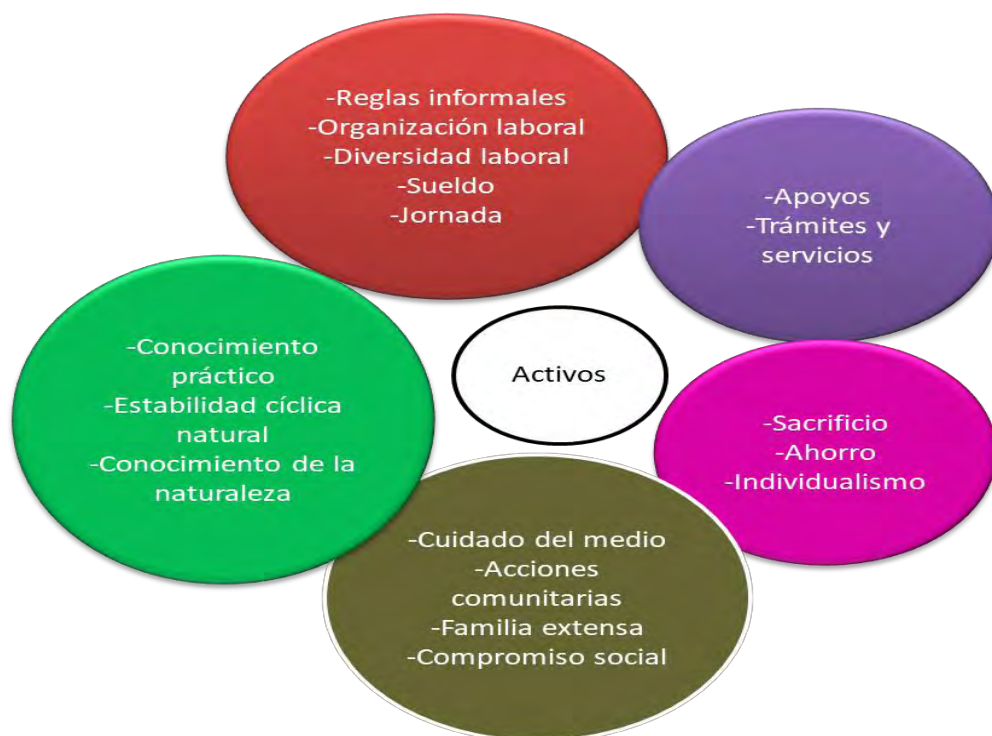 -Reglas informales
-Organización laboral
-Diversidad laboral
-Sueldo
-Jornada
-Apoyos
-Trámites y
servicios
-Conocimiento
práctico
-Estabilidad cíclica
natural
-Conocimiento de la
naturaleza
Activos
-Sacrificio
-Ahorro
-Individualismo
-Cuidado del medio
-Acciones
comunitarias
-Familia extensa
-Compromiso social